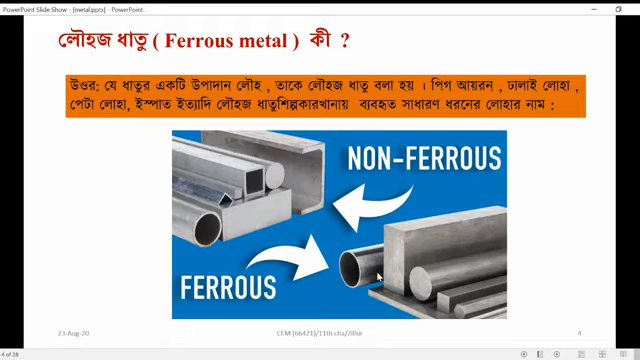 PowerPoint Slide Show - [metal.pptx] - PowerPoint
লৌহজ ধাতু ( Ferrous metal ) কী ?
উওর: যে ধাতুর একটি উপাদান লৌহ , তাকে লৌহজ ধাতু বলা হয় । পিগ আয়রন , ঢালাই লোহা ,
পেটা লোহা, ইস্পাত ইত্যাদি লৌহজ ধাতুশিল্পকারখানায় ব্যবহৃত সাধারণ ধরনের লোহার নাম :
NON-FERROUS
FERROUS
23-Aug-20
CEM (66421)/11th cha/Zillur
4
4 of 28